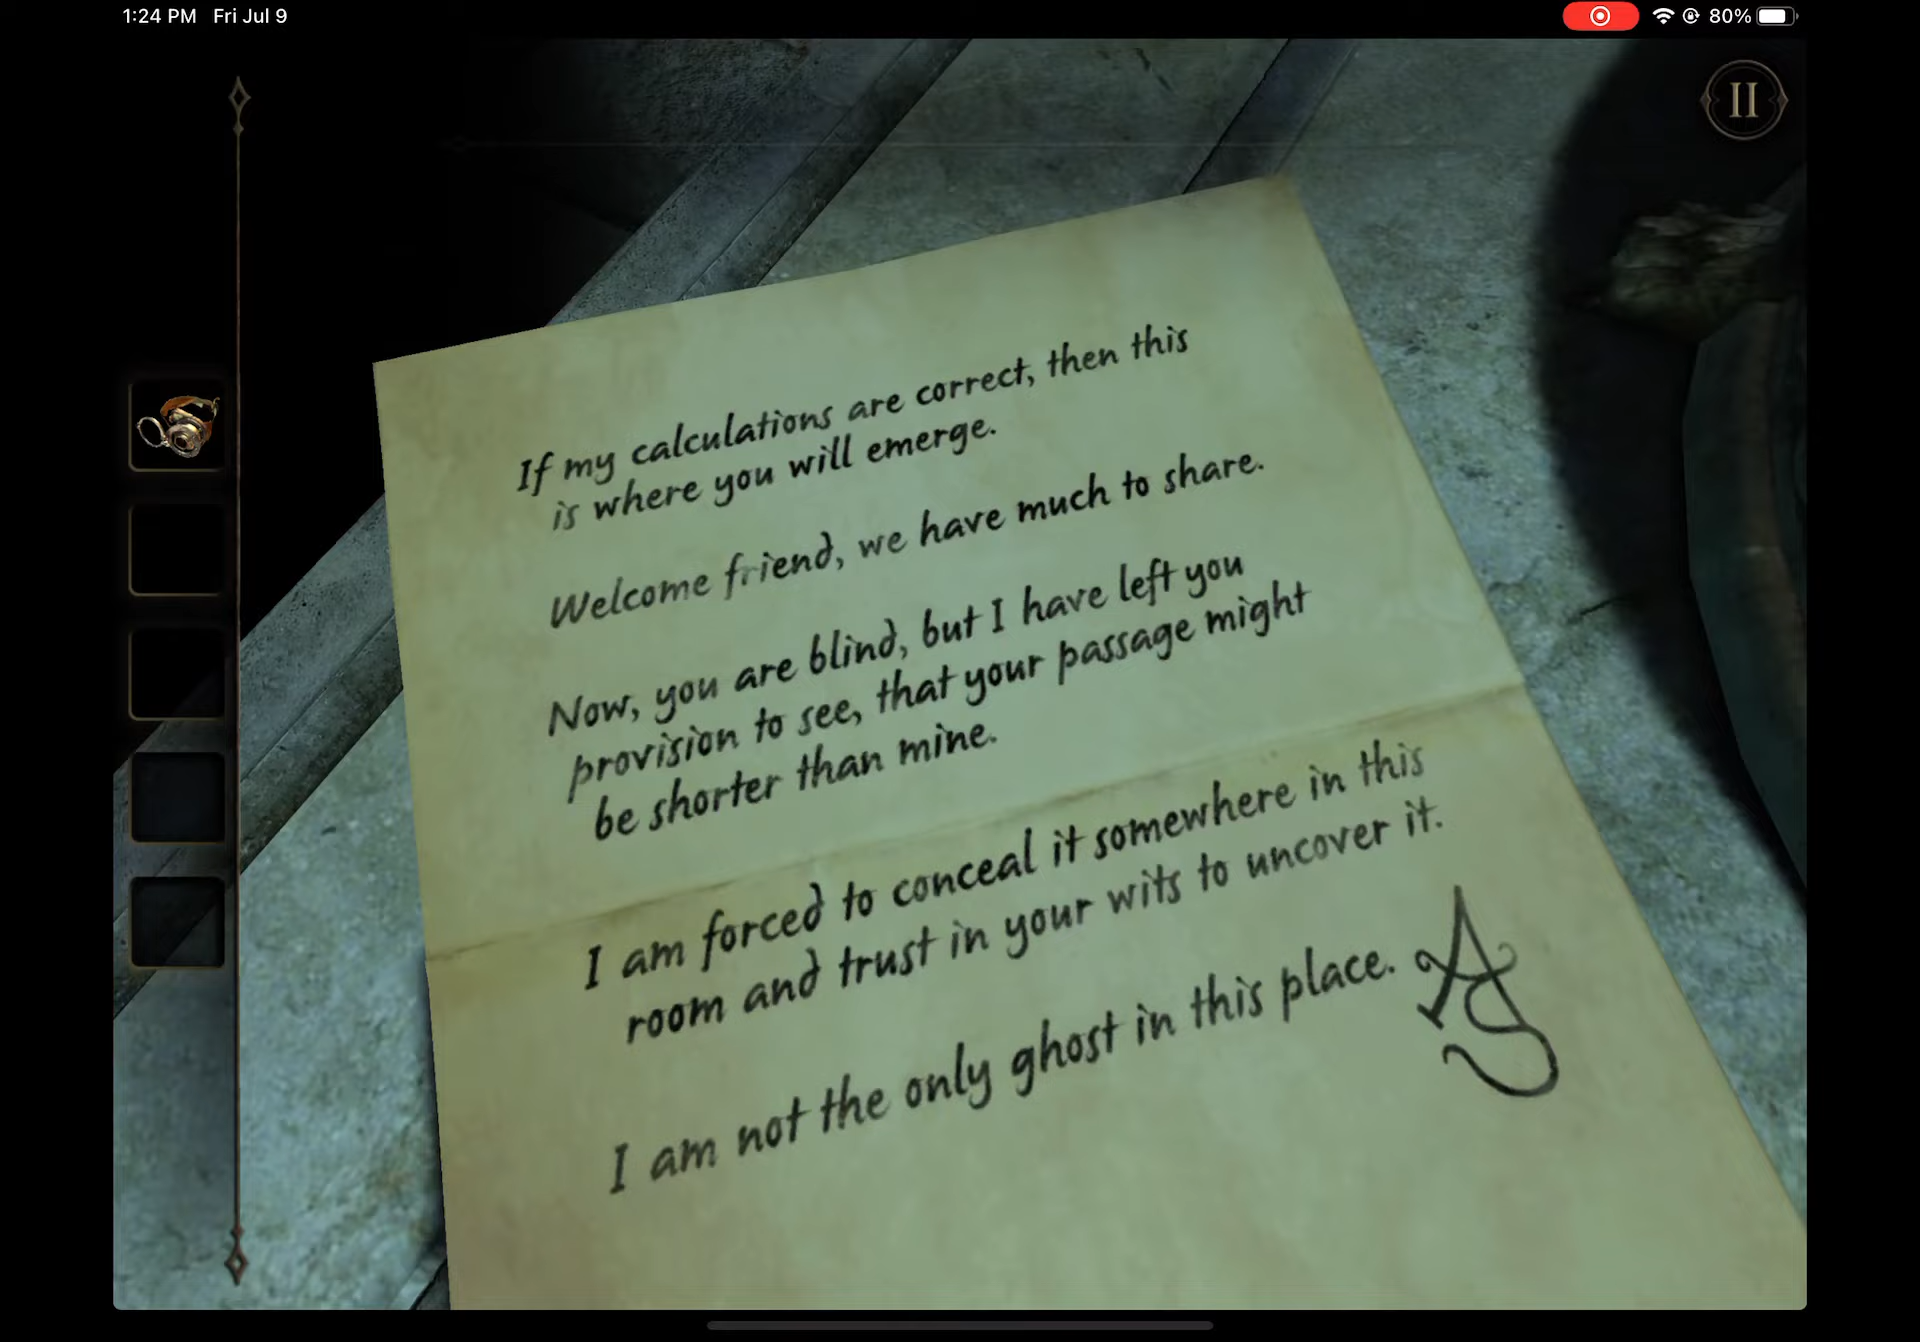 1:24 PM Fri Jul 9
80%
II
If my calculations are correct, then this
is where you will emerge.
Welcome friend, we have much to share.
Now, you are blind, but I have left you
provision to see, that your passage might
be shorter than mine.
I am forced to conceal it somewhere in this
room and trust in your wits to uncover it.
I am not the only ghost in this place.
AS